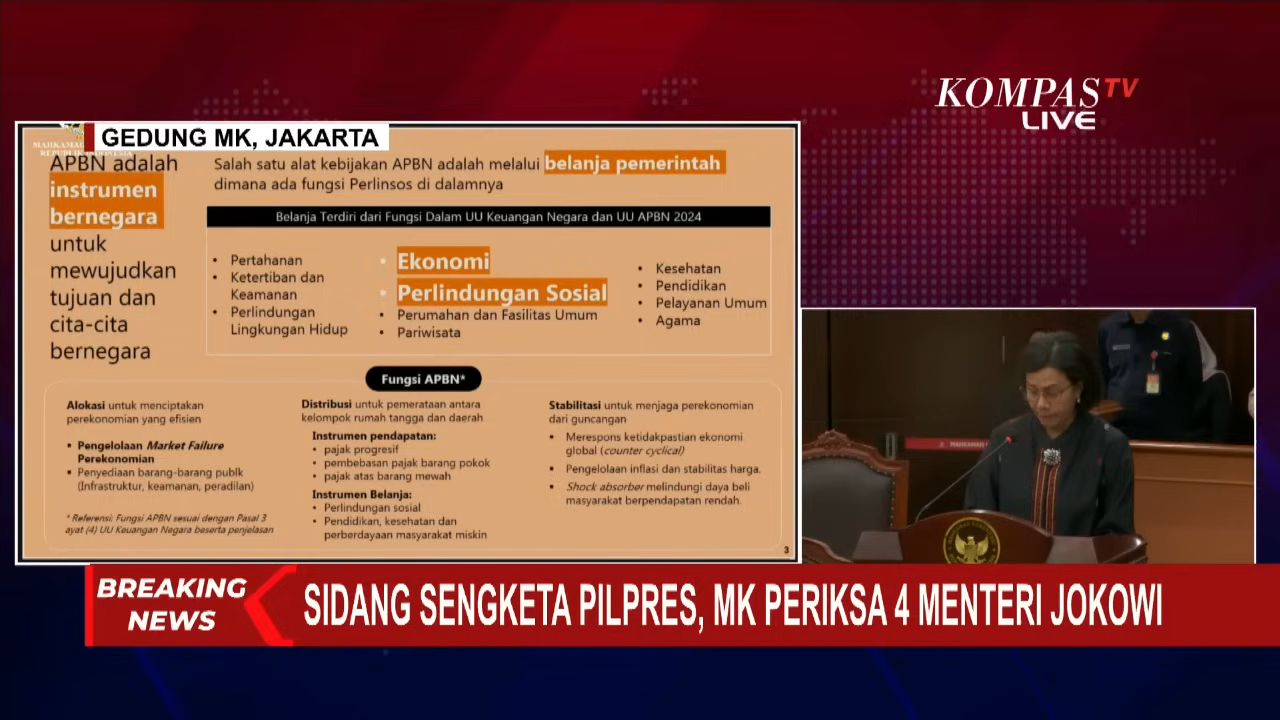 KOMPAS TV
LIVE
GEDUNG MK, JAKARTA
APBN adalah
instrumen
bernegara
untuk
mewujudkan
tujuan dan
cita-cita
bernegara
Salah satu alat kebijakan APBN adalah melalui belanja pemerintah
dimana ada fungsi Perlinsos di dalamnya
Belanja Terdiri dari Fungsi Dalam UU Keuangan Negara dan UU APBN 2024
• Pertahanan
• Ketertiban dan
Keamanan
• Perlindungan
Lingkungan Hidup
• Ekonomi
• Perlindungan Sosial
• Perumahan dan Fasilitas Umum
• Pariwisata
• Kesehatan
• Pendidikan
• Pelayanan Umum
• Agama
Fungsi APBN*
Alokasi untuk menciptakan
perekonomian yang efisien
• Pengelolaan Market Failure
Perekonomian
• Penyediaan barang-barang publk
(Infrastruktur, keamanan, peradilan)
* Referensi: Fungsi APBN sesuai dengan Pasal 3
ayat (4) UU Keuangan Negara beserta penjelasan
Distribusi untuk pemerataan antara
kelompok rumah tangga dan daerah
Instrumen pendapatan:
• pajak progresif
• pembebasan pajak barang pokok
• pajak atas barang mewah
Instrumen Belanja:
• Perlindungan sosial
• Pendidikan, kesehatan dan
perberdayaan masyarakat miskin
Stabilitasi untuk menjaga perekonomian
dari guncangan
• Merespons ketidakpastian ekonomi
global (counter cyclical)
• Pengelolaan inflasi dan stabilitas harga.
• Shock absorber melindungi daya beli
masyarakat berpendapatan rendah.
3
BREAKING
NEWS
SIDANG SENGKETA PILPRES, MK PERIKSA 4 MENTERI JOKOWI